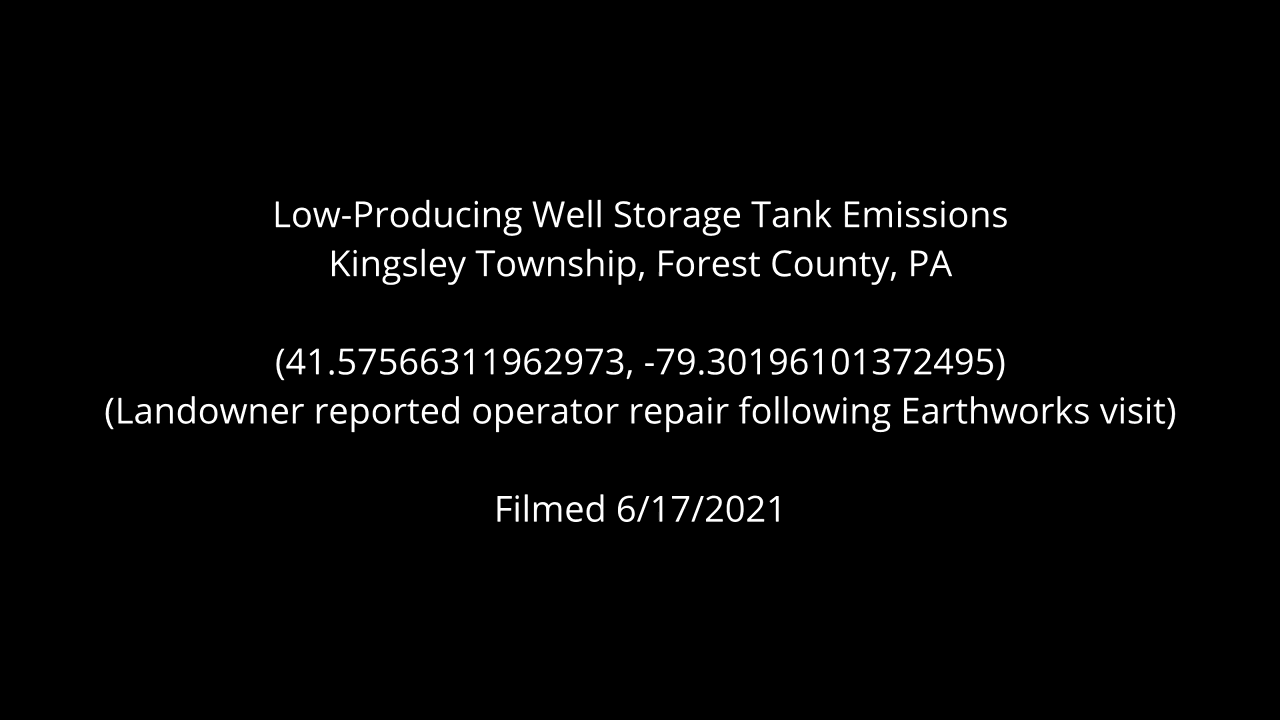 Low-Producing Well Storage Tank Emissions
Kingsley Township, Forest County, PA
(41.57566311962973, -79.30196101372495)
(Landowner reported operator repair following Earthworks visit)
Filmed 6/17/2021